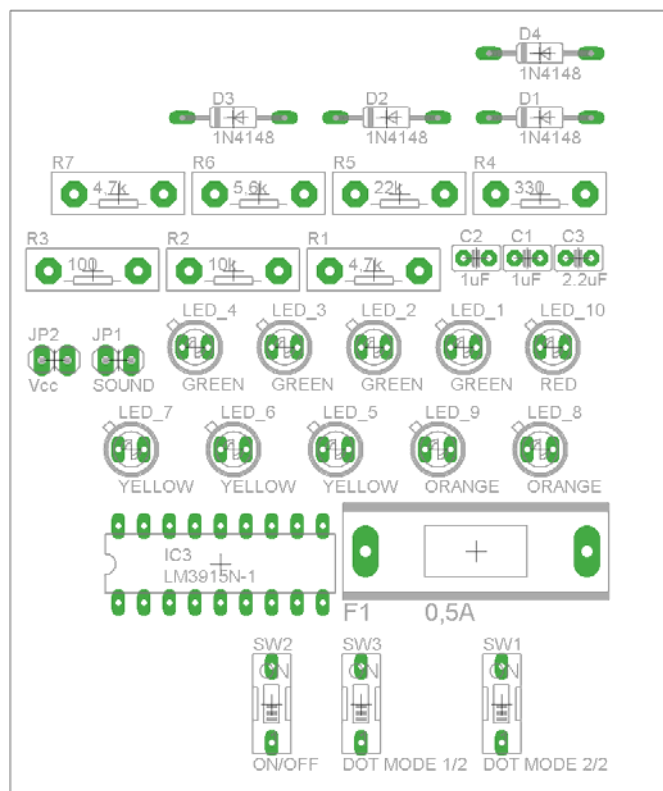 D4
1N4148
D3 D2 D1
1N4148 1N4148 1N4148
R7 R6 R5 R4
4,7k 5,6k 22k 330
R3 R2 R1 C2 C1 C3
100 10k 4,7k
1uF 1uF 2.2uF
LED_4 LED_3 LED_2 LED_1 LED_10
JP2 JP1
Vcc SOUND GREEN GREEN GREEN GREEN RED
LED_7 LED_6 LED_5 LED_9 LED_8
YELLOW YELLOW YELLOW ORANGE ORANGE
IC3
LM3915N-1
F1 0,5A
SW2 SW3 SW1
ON ON ON
ON/OFF DOT MODE 1/2 DOT MODE 2/2